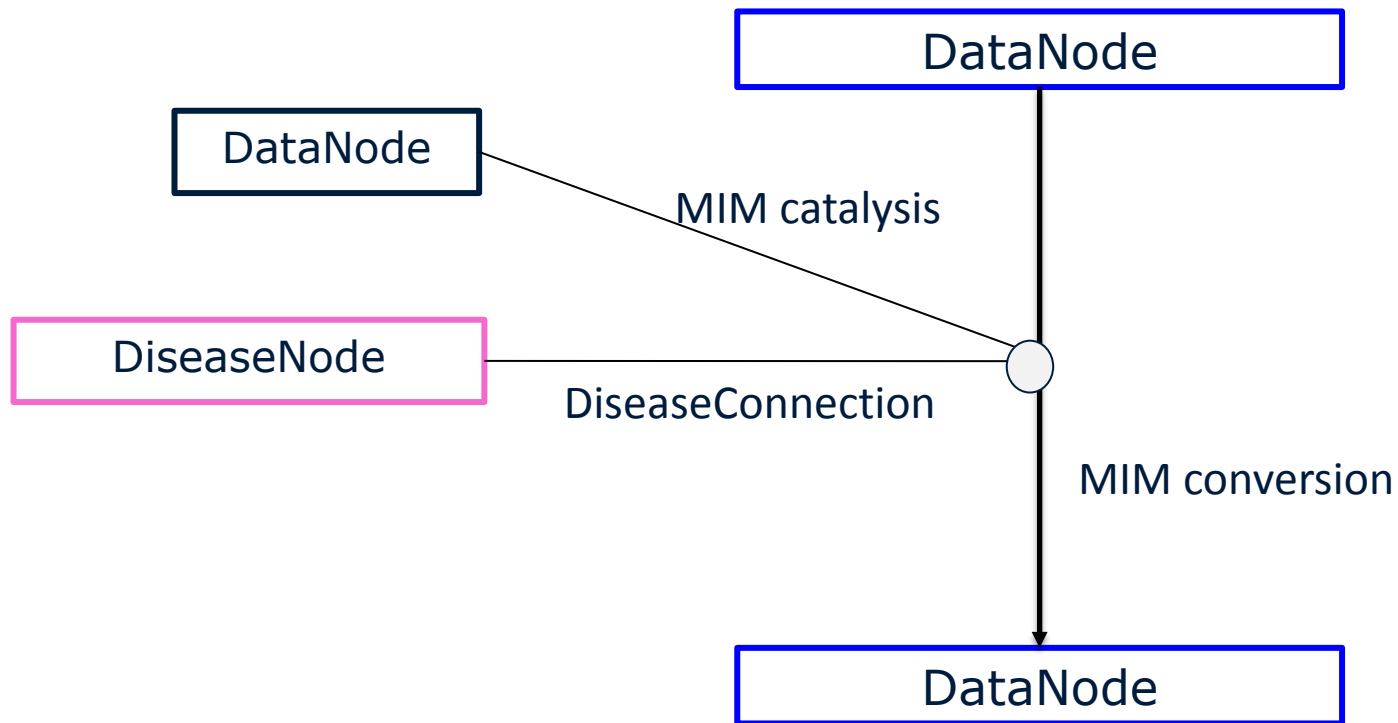 DataNode
DataNode
MIM catalysis
DiseaseNode
DiseaseConnection
MIM conversion
DataNode